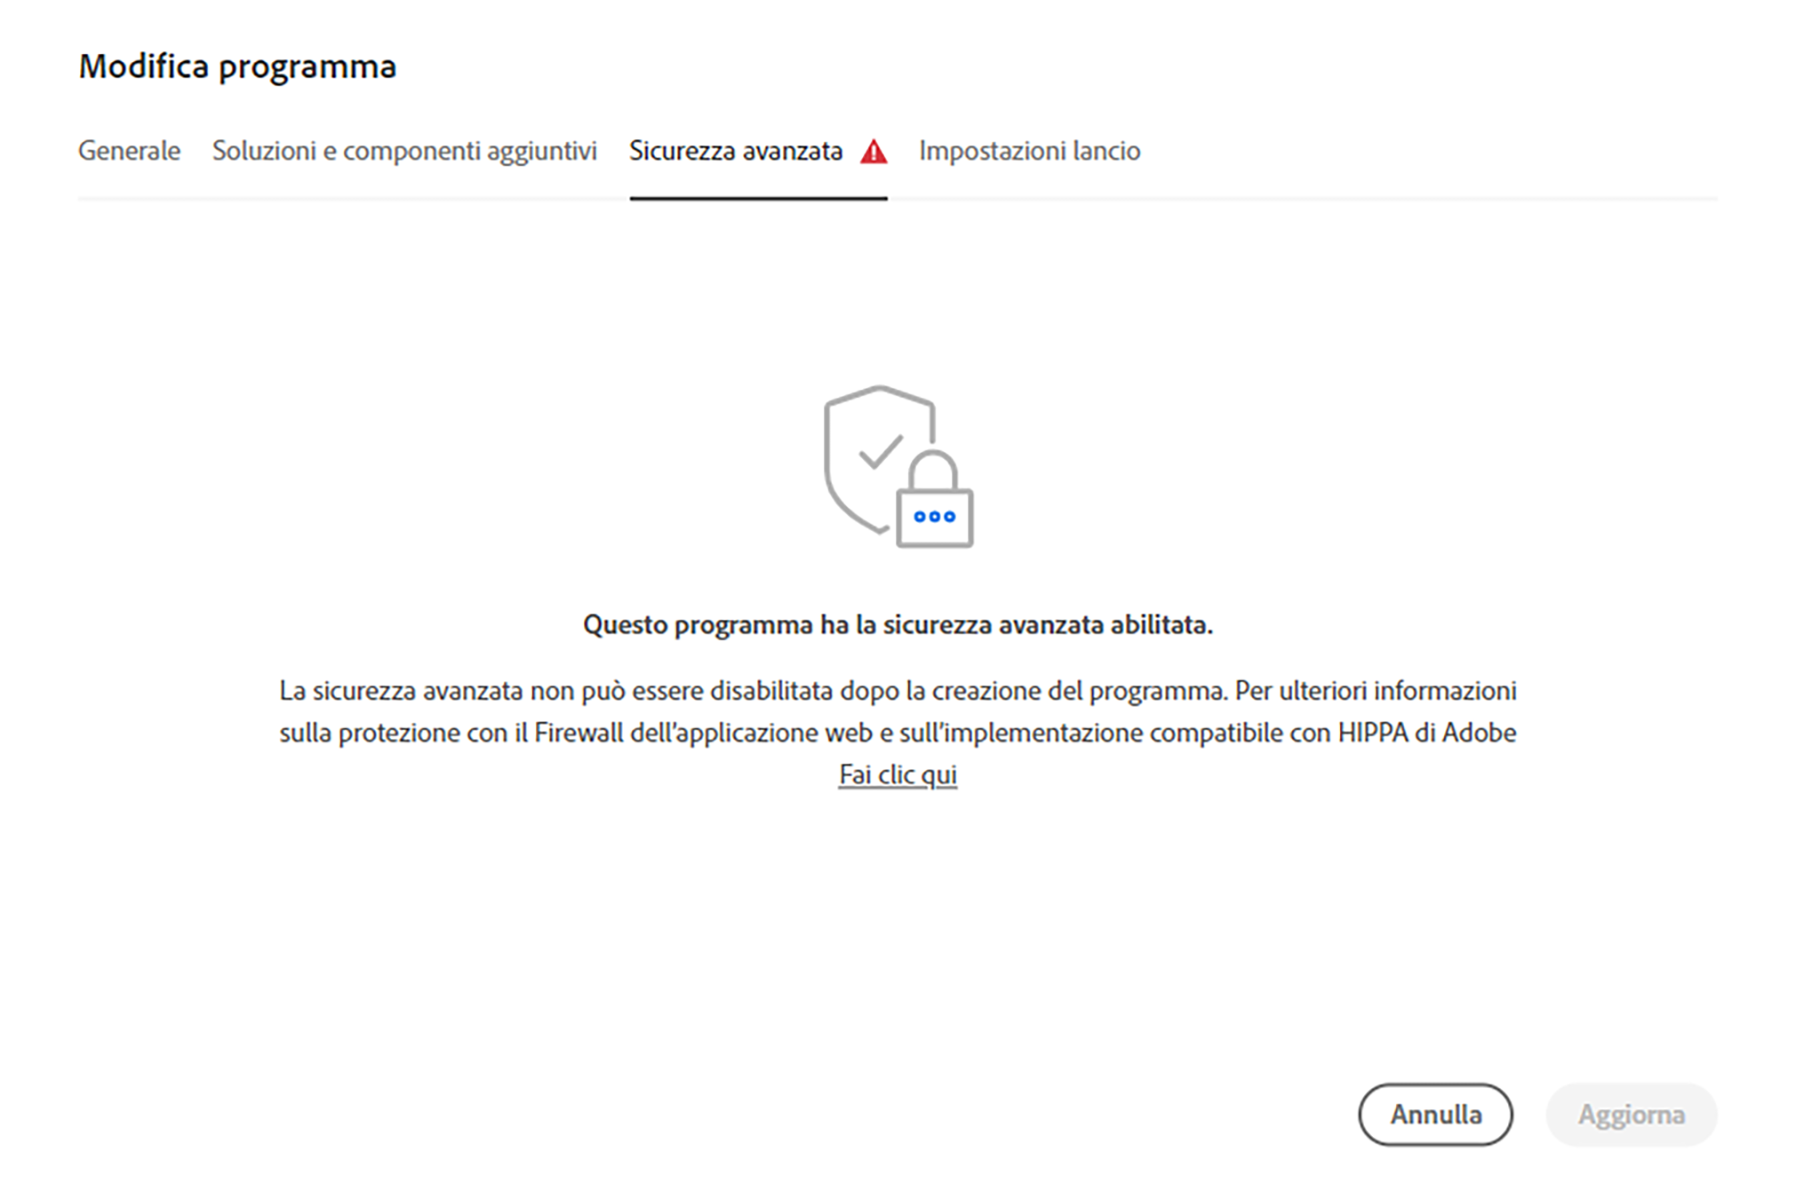 Modifica programma
Generale Soluzioni e componenti aggiuntivi Sicurezza avanzata Impostazioni lancio
Questo programma ha la sicurezza avanzata abilitata.
La sicurezza avanzata non può essere disabilitata dopo la creazione del programma. Per ulteriori informazioni
sulla protezione con il Firewall dell’applicazione web e sull’implementazione compatibile con HIPPA di Adobe
Fai clic qui
Annulla Aggiorna